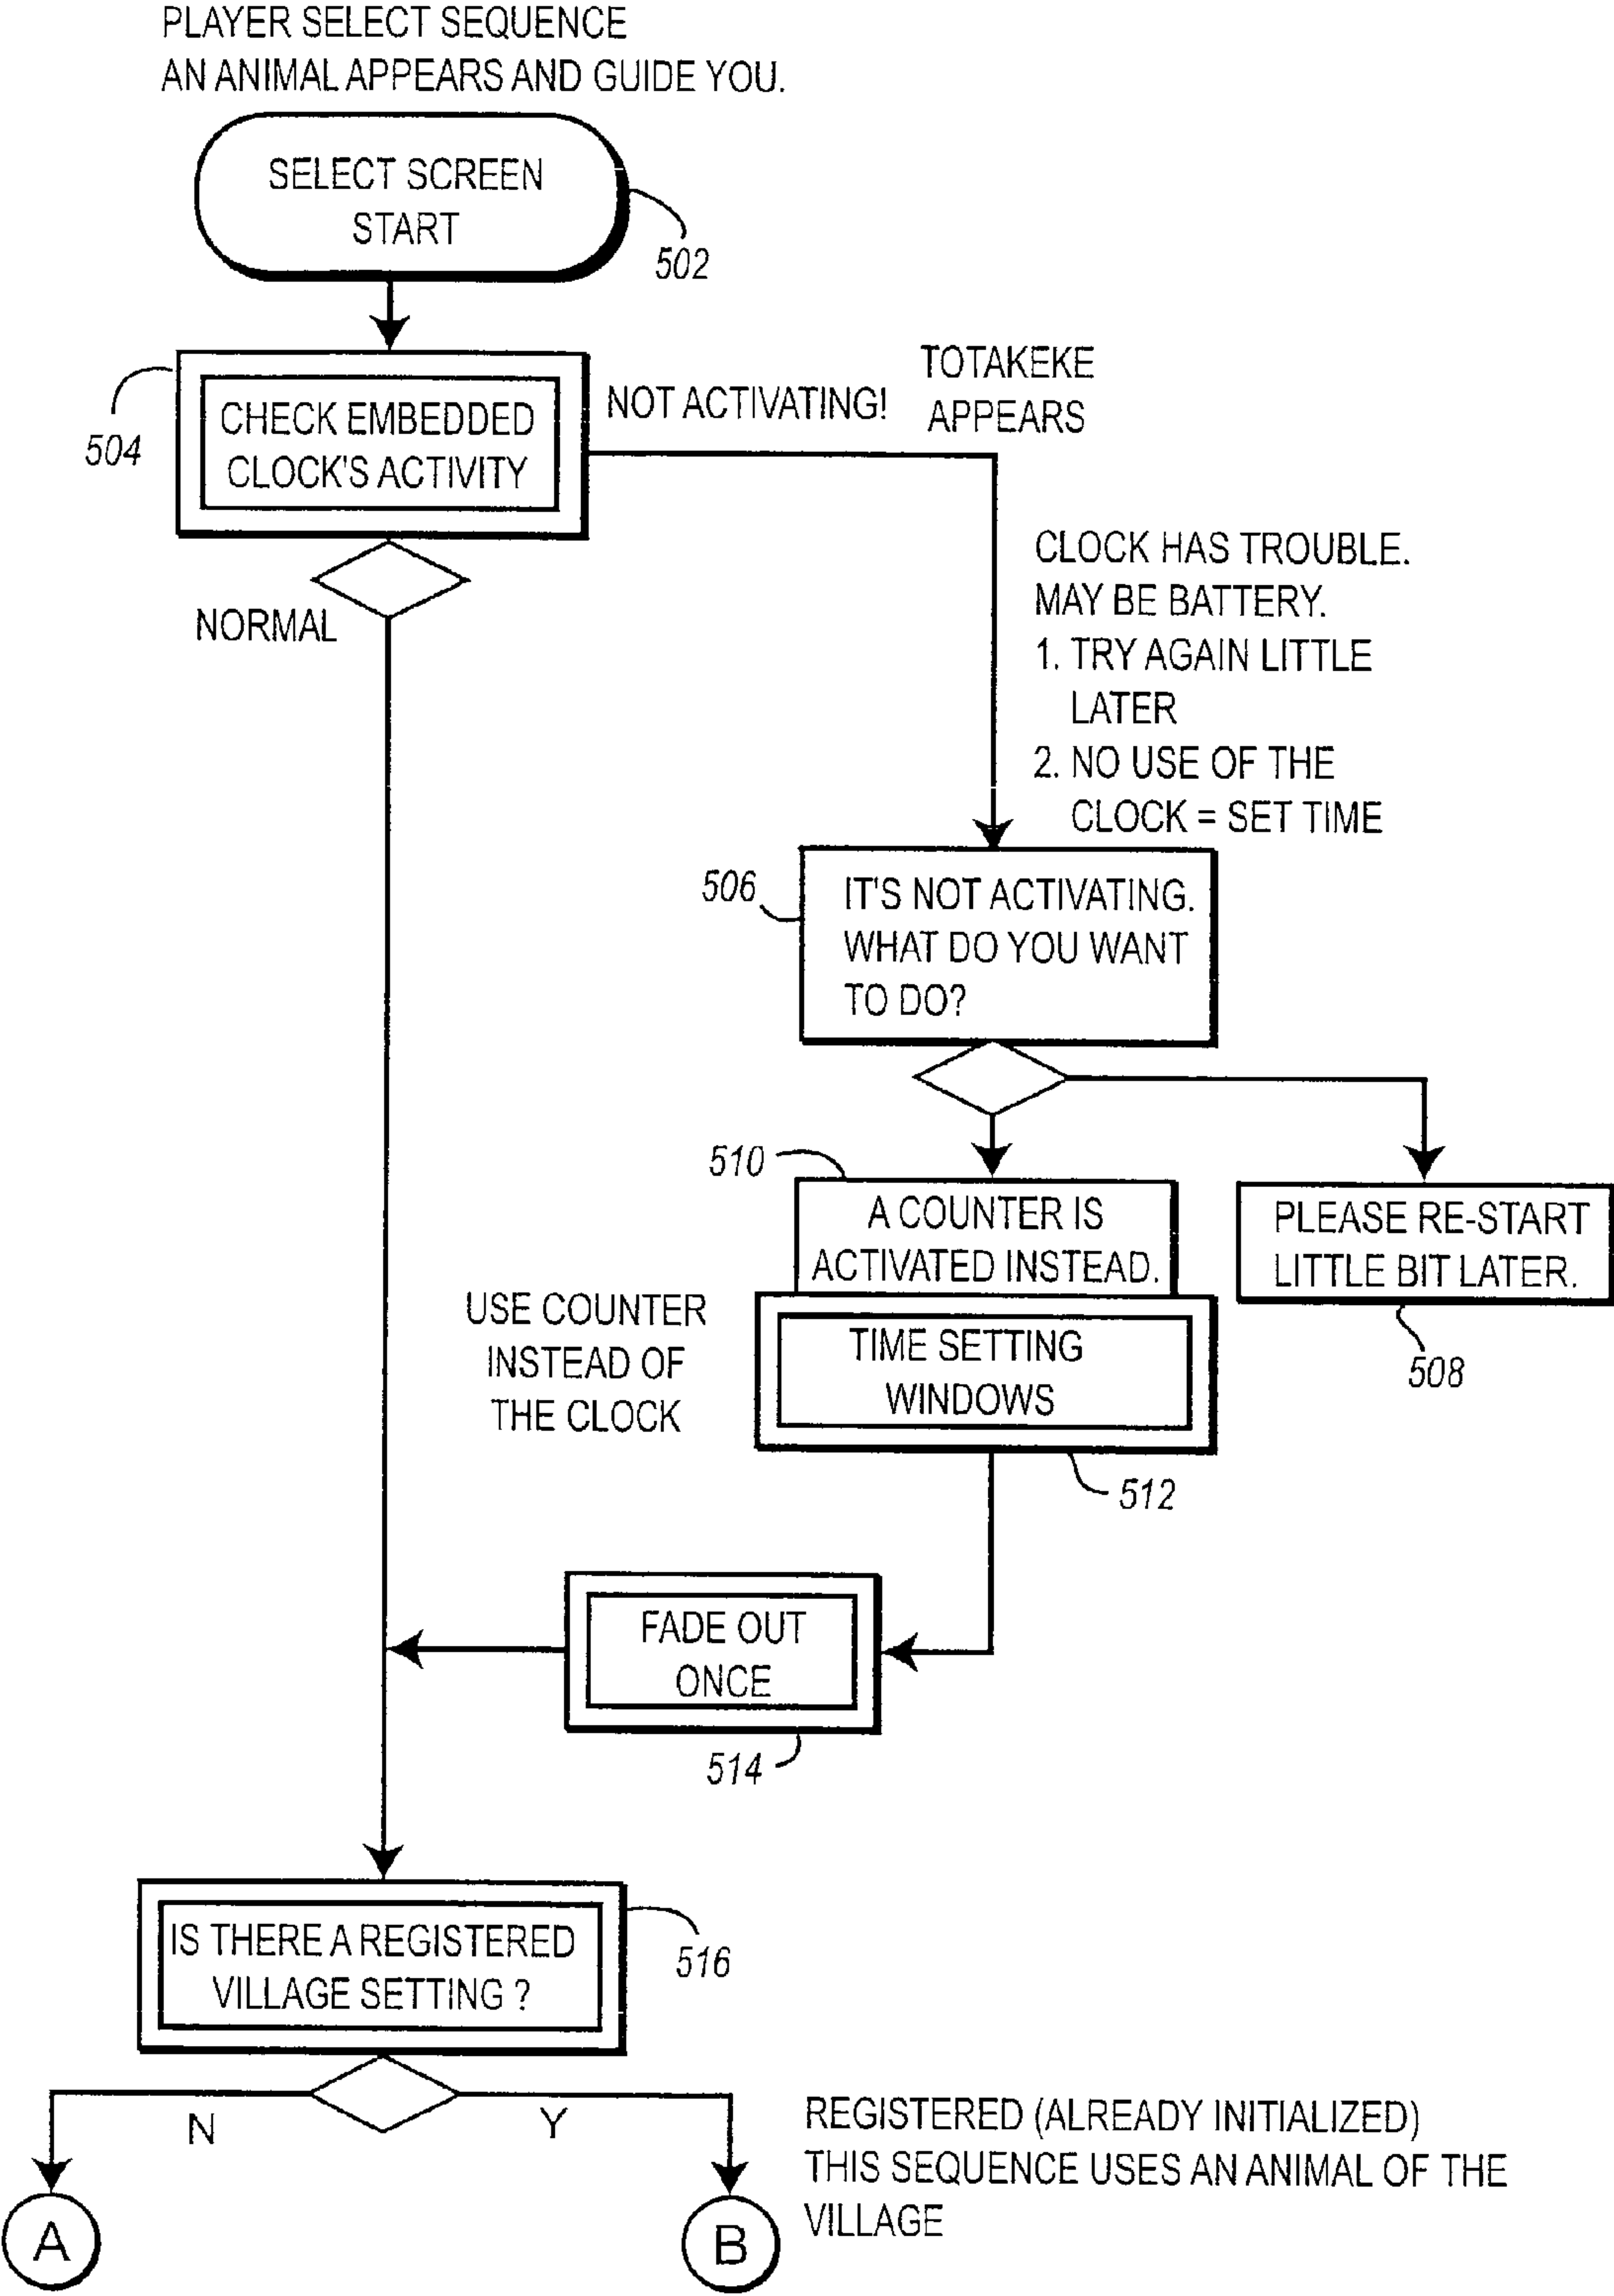 PLAYER SELECT SEQUENCE
AN ANIMAL APPEARS AND GUIDE YOU.
SELECT SCREEN
START
502
504
CHECK EMBEDDED
CLOCK'S ACTIVITY
NOT ACTIVATING!
TOTAKEKE
APPEARS
NORMAL
CLOCK HAS TROUBLE.
MAY BE BATTERY.
1. TRY AGAIN LITTLE
LATER
2. NO USE OF THE
CLOCK = SET TIME
506
IT'S NOT ACTIVATING.
WHAT DO YOU WANT
TO DO?
510
A COUNTER IS
ACTIVATED INSTEAD.
PLEASE RE-START
LITTLE BIT LATER.
508
USE COUNTER
INSTEAD OF
THE CLOCK
TIME SETTING
WINDOWS
512
FADE OUT
ONCE
514
IS THERE A REGISTERED
VILLAGE SETTING ?
516
N
Y
REGISTERED (ALREADY INITIALIZED)
THIS SEQUENCE USES AN ANIMAL OF THE
VILLAGE
A
B